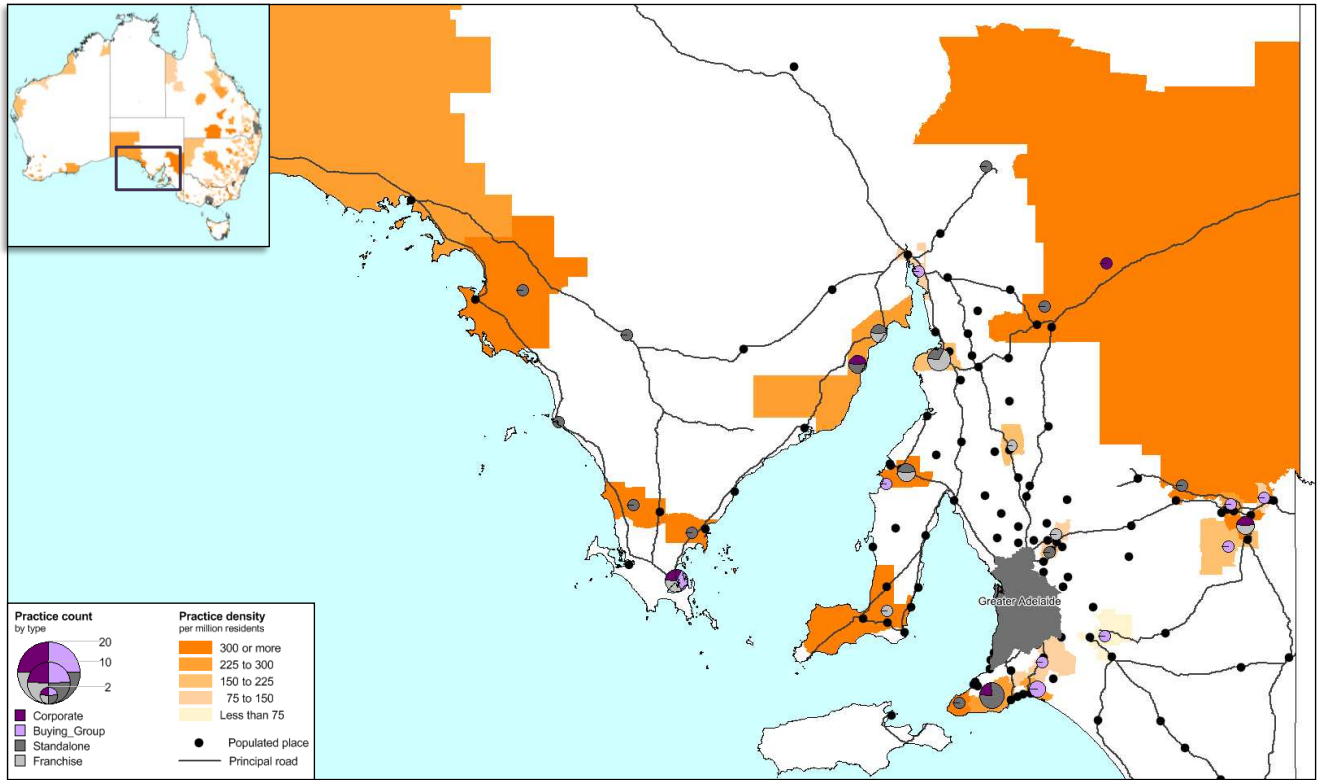 Greater Adelaide
Practice count
by type
20
10
2
Corporate
Buying_Group
Standalone
Franchise
Practice density
per million residents
300 or more
225 to 300
150 to 225
75 to 150
Less than 75
Populated place
Principal road